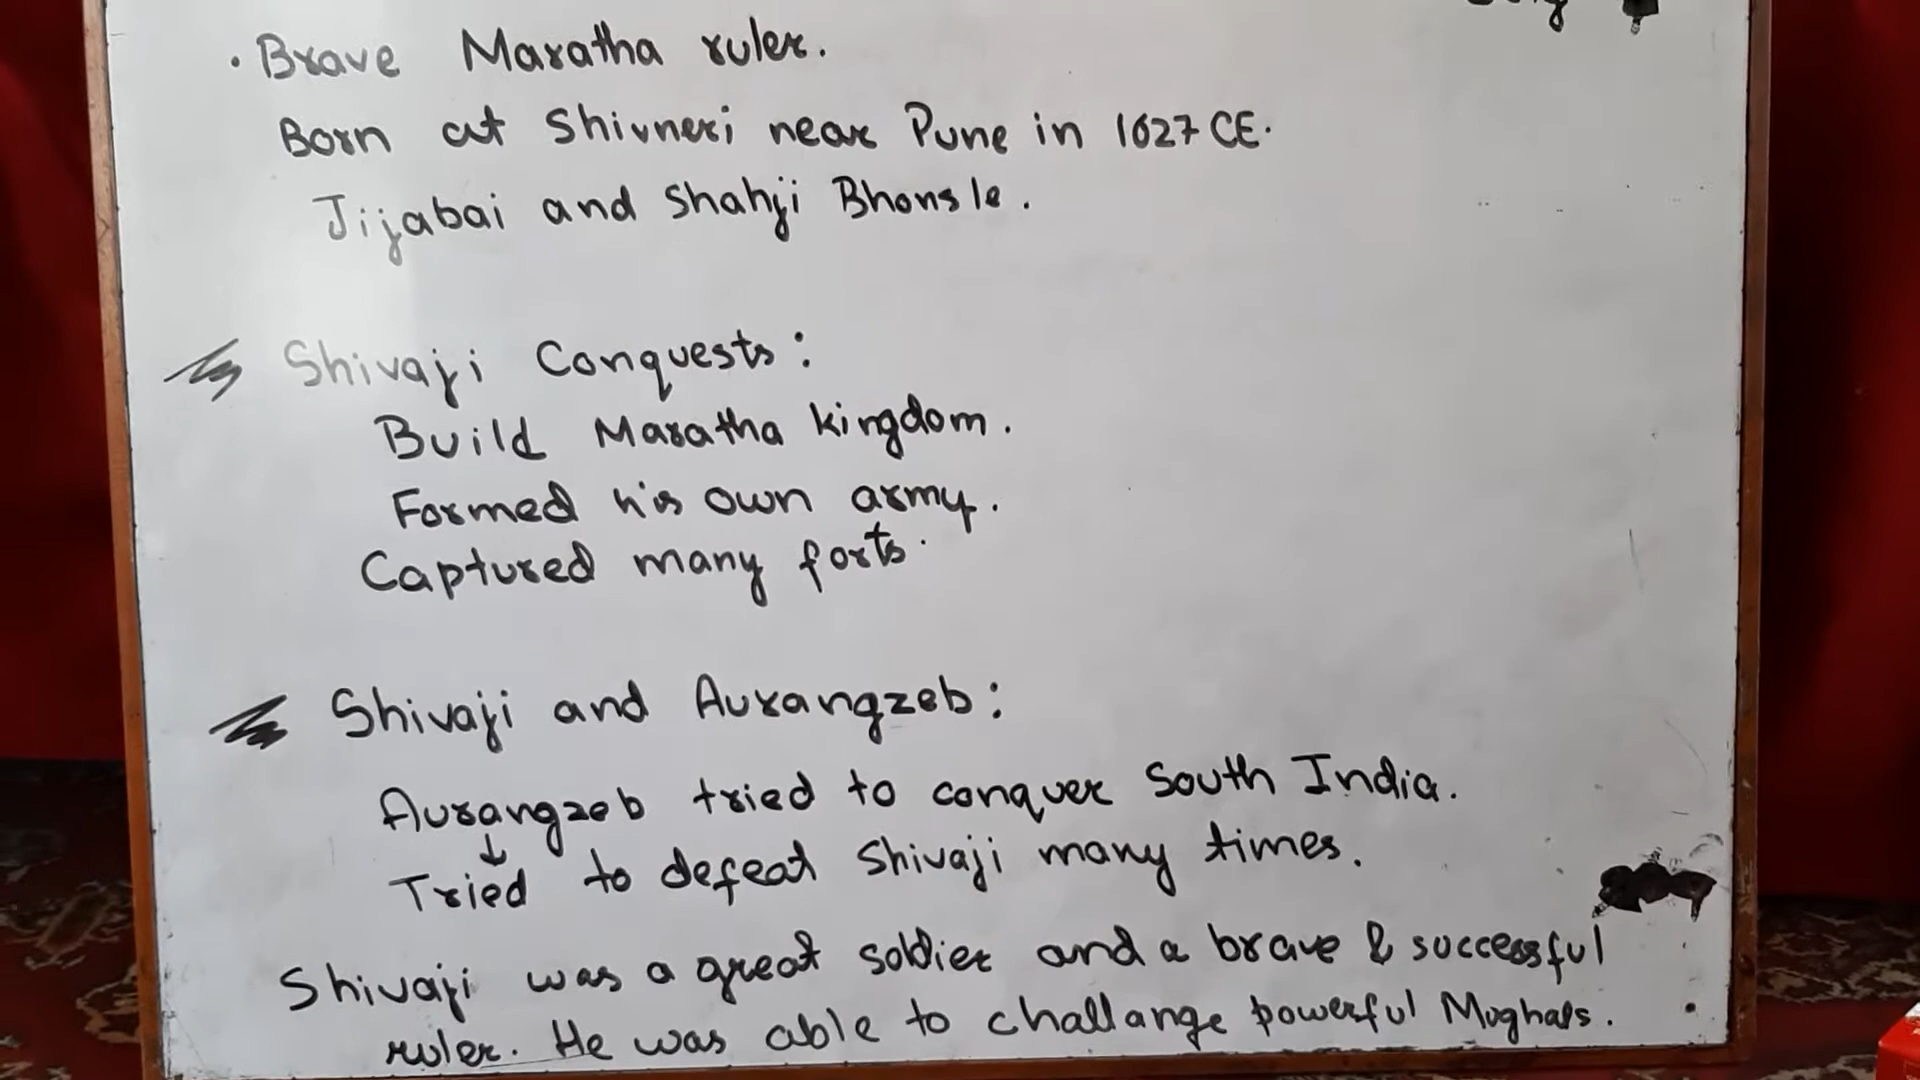 · Brave Maratha ruler.
Born at Shivneri near Pune in 1627 CE.
Jijabai and Shahji Bhonsle.
Shivaji Conquests:
Build Maratha kingdom.
Formed his own army.
Captured many forts.
Shivaji and Aurangzeb:
Aurangzeb tried to conquer South India.
↓
Tried to defeat Shivaji many times.
Shivaji was a great soldier and a brave & successful
ruler. He was able to challange powerful Mughals.